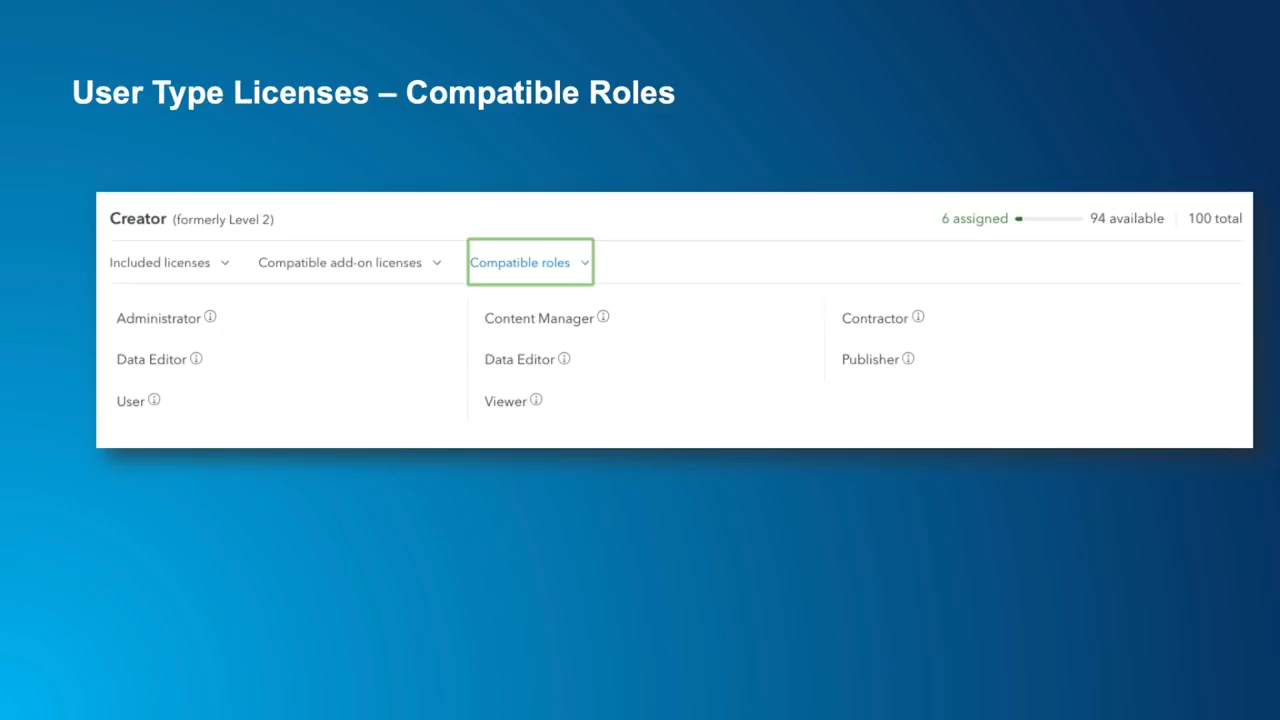 User Type Licenses – Compatible Roles
Creator (formerly Level 2) 6 assigned 94 available 100 total
Included licenses Compatible add-on licenses Compatible roles
Administrator Content Manager Contractor
Data Editor Data Editor Publisher
User Viewer